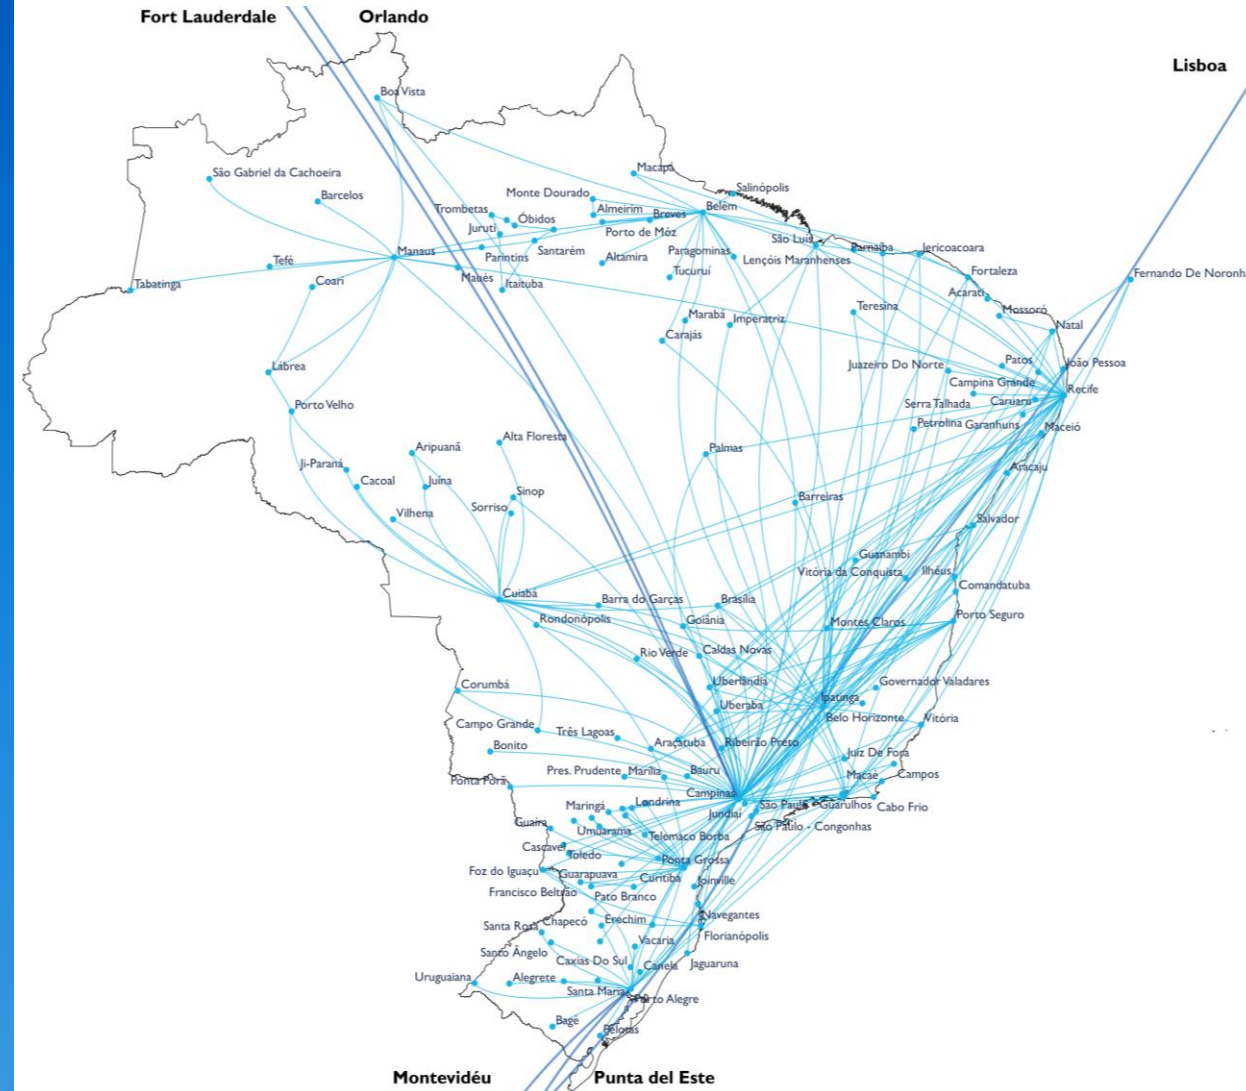 Fort Lauderdale
Orlando
Lisboa
Boa Vista
São Gabriel da Cachoeira
Barcelos
Macapá
Salinópolis
Monte Dourado
Trombetas
Óbidos
Almeirim
Breves
Belém
Juruti
Porto de Móz
Manaus
Parintins
Santarém
Altamira
Paragominas
São Luís
Lençóis Maranhenses
Parnaíba
Jericoacoara
Tefé
Tabatinga
Coari
Maués
Itaituba
Tucuruí
Fortaleza
Fernando De Noronh
Acarati
Mossoró
Teresina
Marabá
Imperatriz
Carajás
Natal
Lábrea
Juazeiro Do Norte
Patos
João Pessoa
Campina Grande
Recife
Serra Talhada
Caruaru
Porto Velho
Petrolina
Garanhuns
Maceió
Aripuanã
Alta Floresta
Palmas
Ji-Paraná
Cacoal
Juína
Aracaju
Sinop
Sorriso
Barreiras
Vilhena
Salvador
Guanambi
Vitória da Conquista
Ilhéus
Comandatuba
Cuiabá
Barra do Garças
Brasília
Rondonópolis
Goiânia
Montes Claros
Porto Seguro
Rio Verde
Caldas Novas
Corumbá
Uberlândia
Ipatinga
Governador Valadares
Uberaba
Belo Horizonte
Vitória
Campo Grande
Três Lagoas
Bonito
Araçatuba
Ribeirão Preto
Juiz De Fora
Pres. Prudente
Marília
Bauru
Macaé
Campos
Ponta Porã
Campinas
Maringá
Londrina
Jundiaí
São Paulo - Guarulhos
Cabo Frio
Guaíra
Umuarama
Telemaco Borba
São Paulo - Congonhas
Cascavel
Toledo
Ponta Grossa
Foz do Iguaçu
Guarapuava
Curitiba
Joinville
Francisco Beltrão
Pato Branco
Santa Rosa
Chapecó
Erechim
Navegantes
Florianópolis
Santo Ângelo
Vacaria
Caxias Do Sul
Canela
Jaguaruna
Uruguaiana
Alegrete
Santa Maria
Porto Alegre
Bagé
Pelotas
Montevidéu
Punta del Este